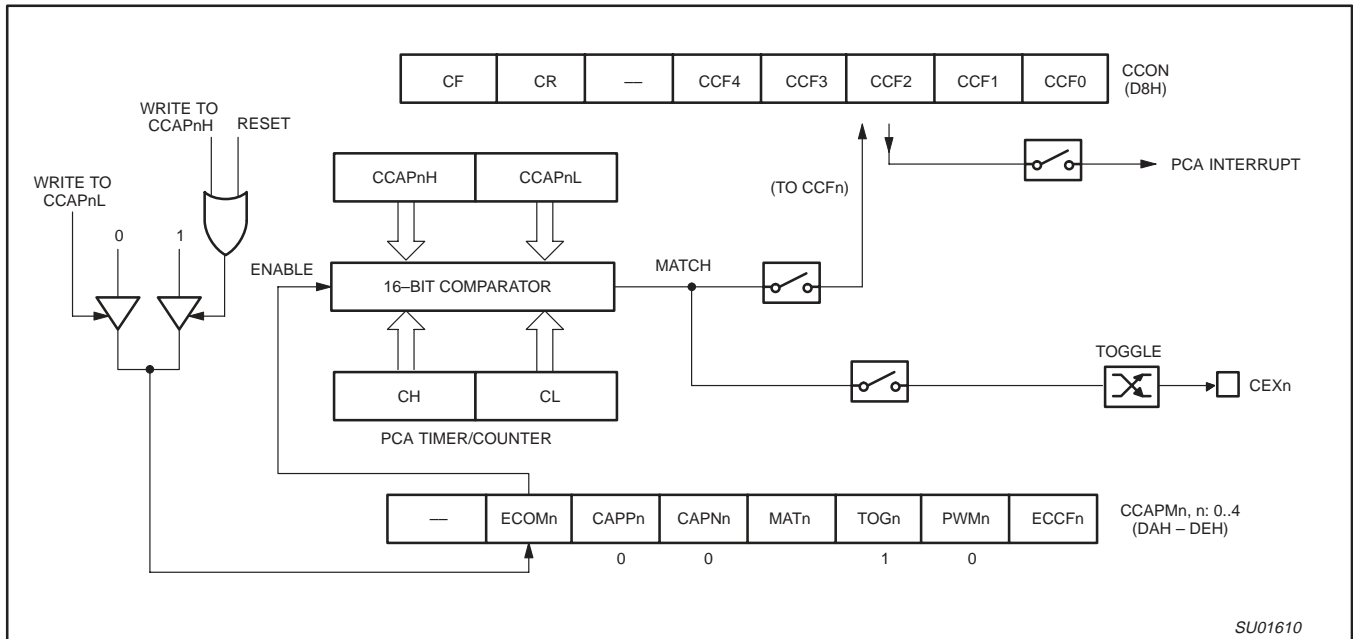 CF CR — CCF4 CCF3 CCF2 CCF1 CCF0
CCON
(D8H)
WRITE TO
CCAPnH
RESET
WRITE TO
CCAPnL
0 1
CCAPnH CCAPnL
(TO CCFn)
PCA INTERRUPT
ENABLE
16–BIT COMPARATOR
MATCH
CH CL
PCA TIMER/COUNTER
TOGGLE
CEXn
— ECOMn CAPPn CAPNn MATn TOGn PWMn ECCFn
CCAPMn, n: 0..4
(DAH – DEH)
0 0 1 0
SU01610